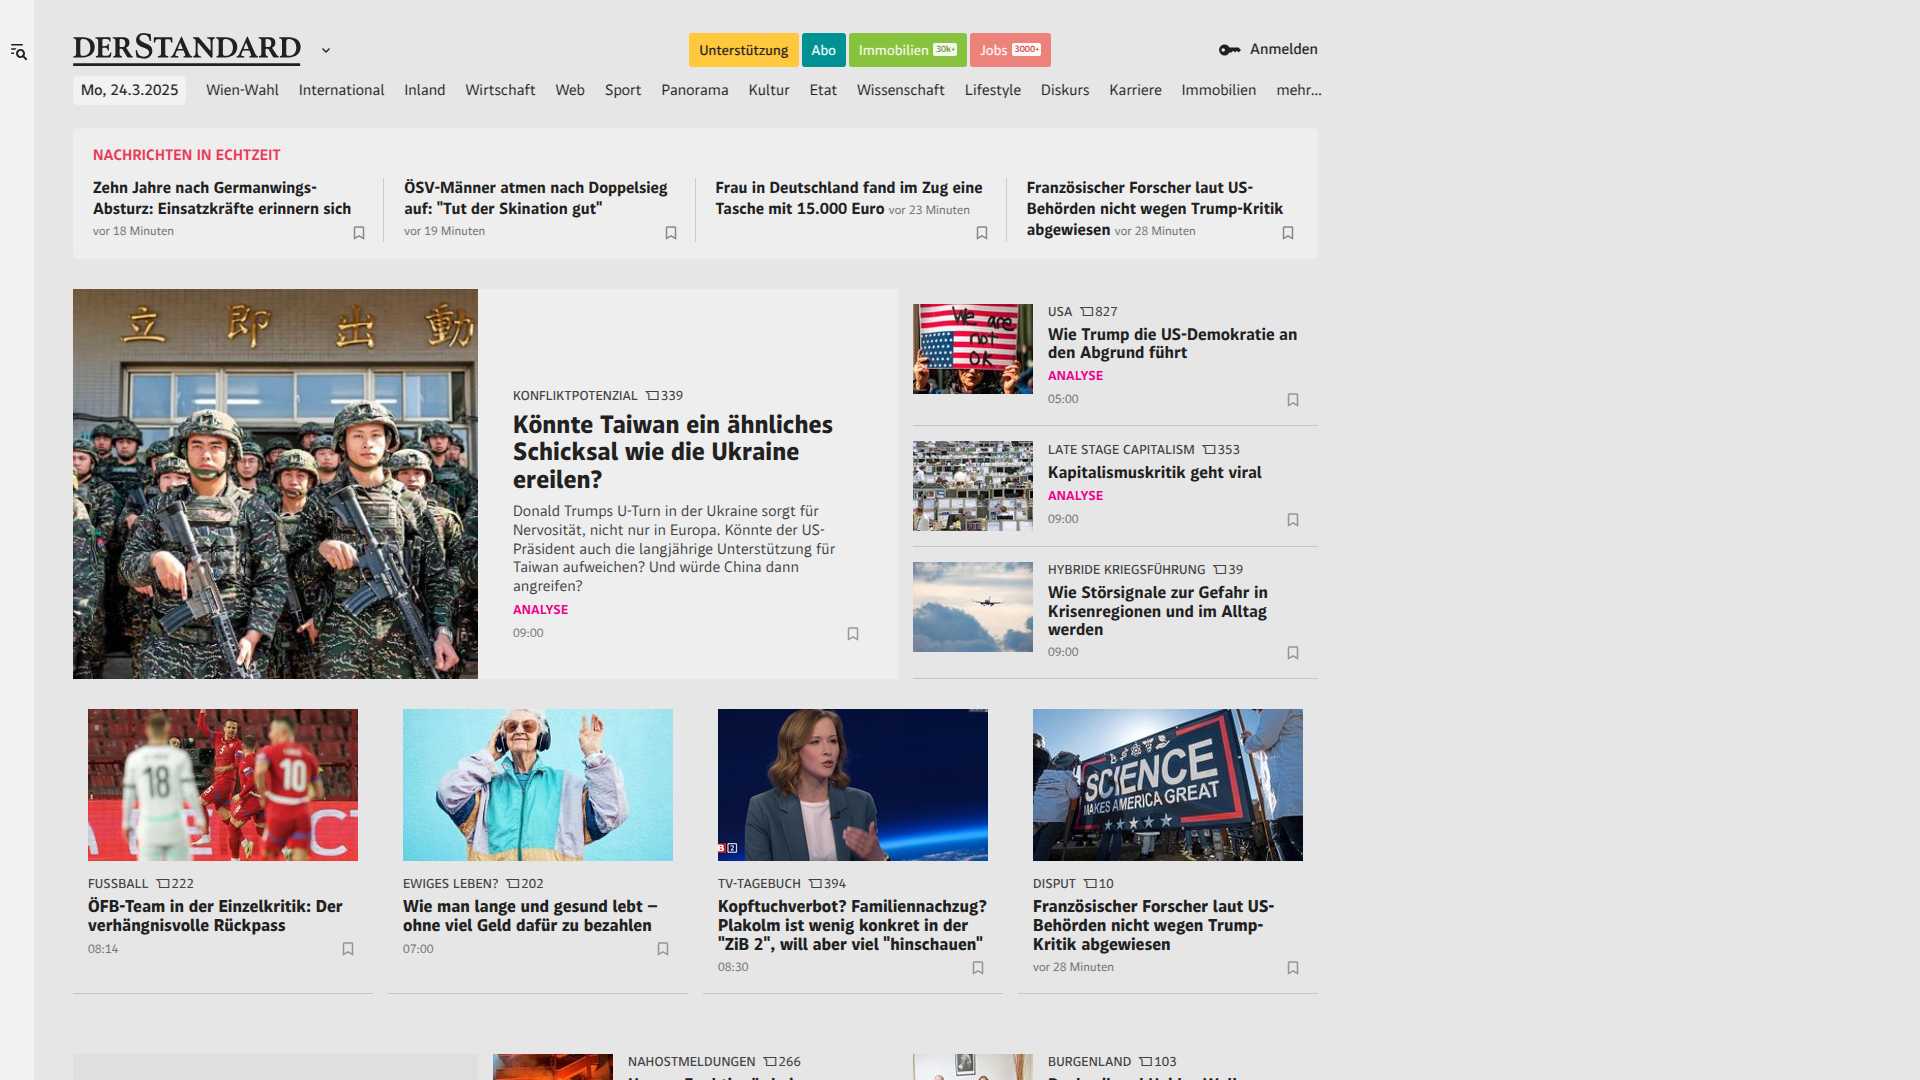 DERSTANDARD
Unterstützung
Abo
Immobilien 30k+
Jobs 3000+
Anmelden
Mo, 24.3.2025
Wien-Wahl
International
Inland
Wirtschaft
Web
Sport
Panorama
Kultur
Etat
Wissenschaft
Lifestyle
Diskurs
Karriere
Immobilien
mehr...
NACHRICHTEN IN ECHTZEIT
Zehn Jahre nach Germanwings-
Absturz: Einsatzkräfte erinnern sich
vor 18 Minuten
ÖSV-Männer atmen nach Doppelsieg
auf: "Tut der Skination gut"
vor 19 Minuten
Frau in Deutschland fand im Zug eine
Tasche mit 15.000 Euro vor 23 Minuten
Französischer Forscher laut US-
Behörden nicht wegen Trump-Kritik
abgewiesen vor 28 Minuten
立即出動
KONFLIKTPOTENZIAL 339
Könnte Taiwan ein ähnliches
Schicksal wie die Ukraine
ereilen?
Donald Trumps U-Turn in der Ukraine sorgt für
Nervosität, nicht nur in Europa. Könnte der US-
Präsident auch die langjährige Unterstützung für
Taiwan aufweichen? Und würde China dann
angreifen?
ANALYSE
09:00
We are
not
OK
USA 827
Wie Trump die US-Demokratie an
den Abgrund führt
ANALYSE
05:00
LATE STAGE CAPITALISM 353
Kapitalismuskritik geht viral
ANALYSE
09:00
HYBRIDE KRIEGSFÜHRUNG 39
Wie Störsignale zur Gefahr in
Krisenregionen und im Alltag
werden
09:00
18
10
FUSSBALL 222
ÖFB-Team in der Einzelkritik: Der
verhängnisvolle Rückpass
08:14
EWIGES LEBEN? 202
Wie man lange und gesund lebt –
ohne viel Geld dafür zu bezahlen
07:00
2
TV-TAGEBUCH 394
Kopftuchverbot? Familiennachzug?
Plakolm ist wenig konkret in der
"ZiB 2", will aber viel "hinschauen"
08:30
SCIENCE
MAKES AMERICA GREAT
DISPUT 10
Französischer Forscher laut US-
Behörden nicht wegen Trump-
Kritik abgewiesen
vor 28 Minuten
NAHOSTMELDUNGEN 266
BURGENLAND 103